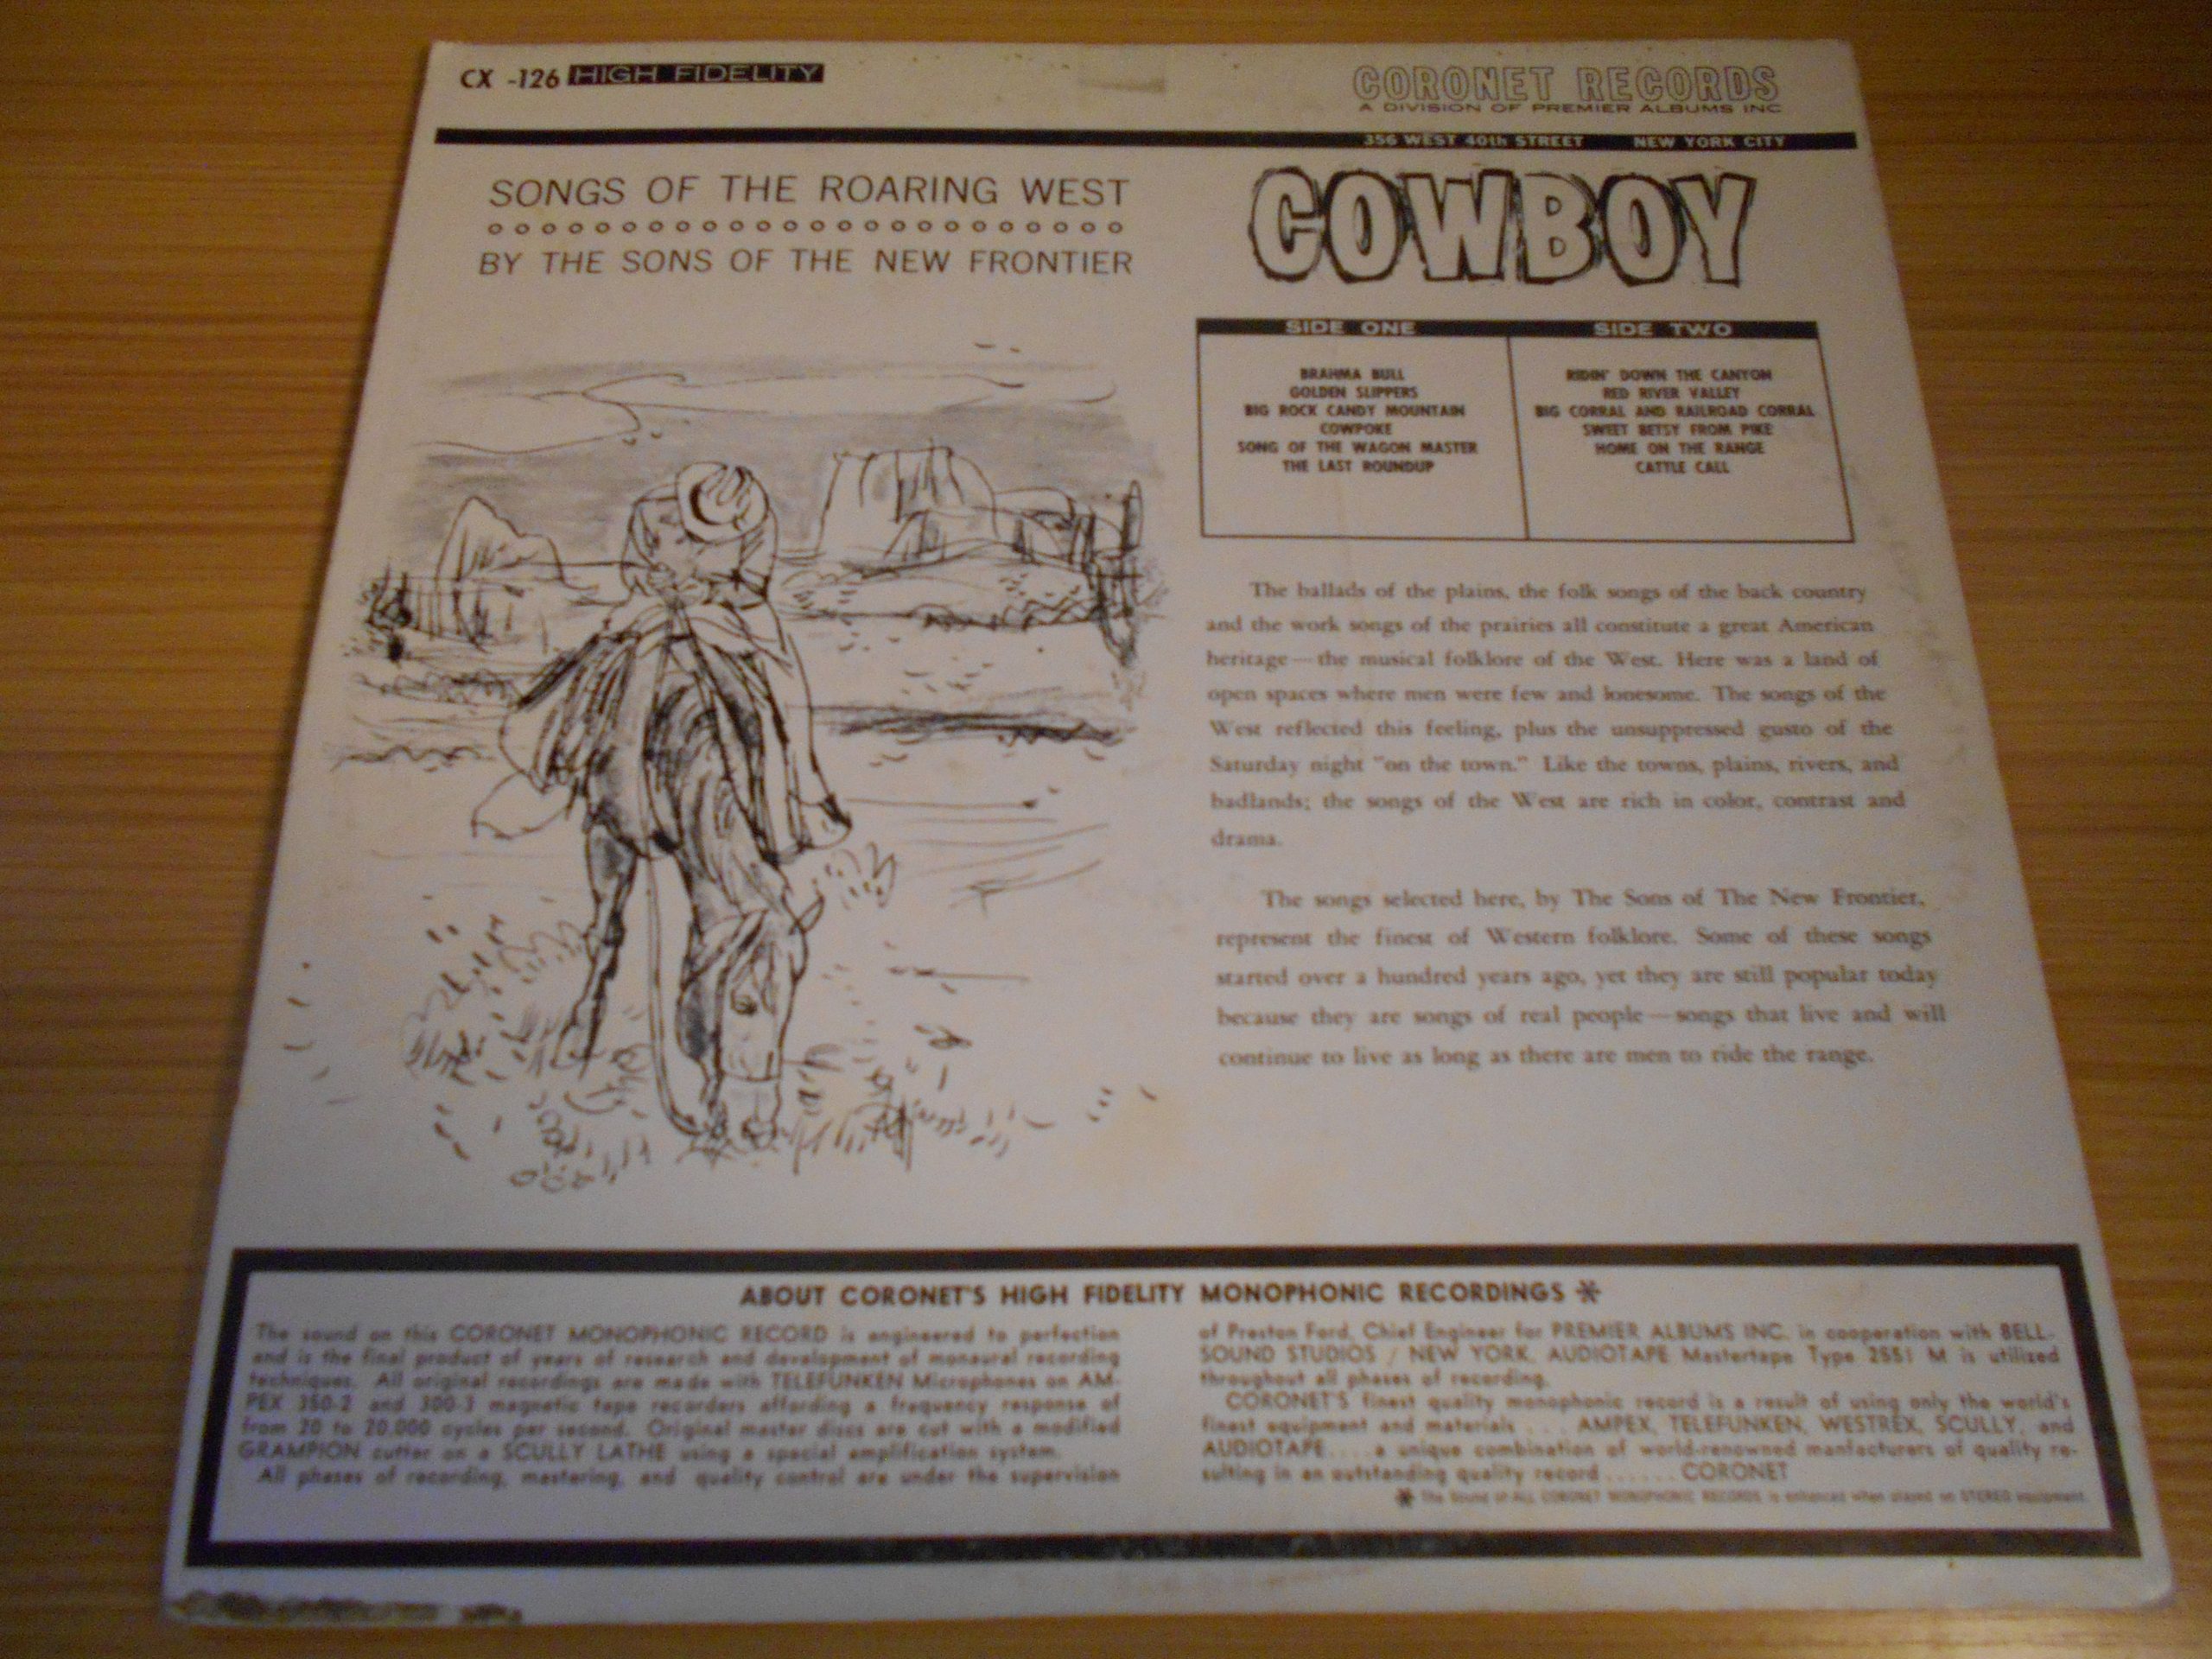 CX -126 HIGH FIDELITY
CORONET RECORDS
A DIVISION OF PREMIER ALBUMS INC
356 WEST 40th STREET NEW YORK CITY
SONGS OF THE ROARING WEST
BY THE SONS OF THE NEW FRONTIER
COWBOY
SIDE ONE
BRAHMA BULL
GOLDEN SLIPPERS
BIG ROCK CANDY MOUNTAIN
COWPOKE
SONG OF THE WAGON MASTER
THE LAST ROUNDUP
SIDE TWO
RIDIN' DOWN THE CANYON
RED RIVER VALLEY
BIG CORRAL AND RAILROAD CORRAL
SWEET BETSY FROM PIKE
HOME ON THE RANGE
CATTLE CALL
The ballads of the plains, the folk songs of the back country
and the work songs of the prairies all constitute a great American
heritage—the musical folklore of the West. Here was a land of
open spaces where men were few and lonesome. The songs of the
West reflected this feeling, plus the unsuppressed gusto of the
Saturday night "on the town." Like the towns, plains, rivers, and
badlands; the songs of the West are rich in color, contrast and
drama.
The songs selected here, by The Sons of The New Frontier,
represent the finest of Western folklore. Some of these songs
started over a hundred years ago, yet they are still popular today
because they are songs of real people—songs that live and will
continue to live as long as there are men to ride the range.
ABOUT CORONET'S HIGH FIDELITY MONOPHONIC RECORDINGS *
The sound on this CORONET MONOPHONIC RECORD is engineered to perfection
and is the final product of years of research and development of monaural recording
techniques. All original recordings are made with TELEFUNKEN Microphones on AM-
PEX 350-2 and 300-3 magnetic tape recorders affording a frequency response of
from 20 to 20,000 cycles per second. Original master discs are cut with a modified
GRAMPION cutter on a SCULLY LATHE using a special amplification system.
All phases of recording, mastering, and quality control are under the supervision
of Preston Ford, Chief Engineer for PREMIER ALBUMS INC. in cooperation with BELL-
SOUND STUDIOS / NEW YORK. AUDIOTAPE Mastertape Type 2551 M is utilized
throughout all phases of recording.
CORONET'S finest quality monophonic record is a result of using only the world's
finest equipment and materials . . . AMPEX, TELEFUNKEN, WESTREX, SCULLY, and
AUDIOTAPE....a unique combination of world-renowned manfacturers of quality re-
sulting in an outstanding quality record ...... CORONET
* The Sound of ALL CORONET MONOPHONIC RECORDS is enhanced when played on STEREO equipment.